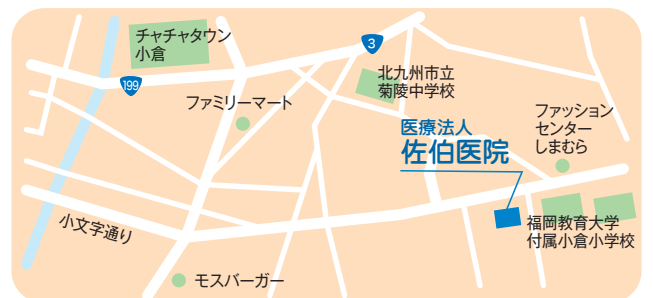 チャチャタウン
小倉
3
199
北九州市立
菊陵中学校
ファミリーマート
ファッション
センター
しまむら
医療法人
佐伯医院
小文字通り
福岡教育大学
付属小倉小学校
モスバーガー